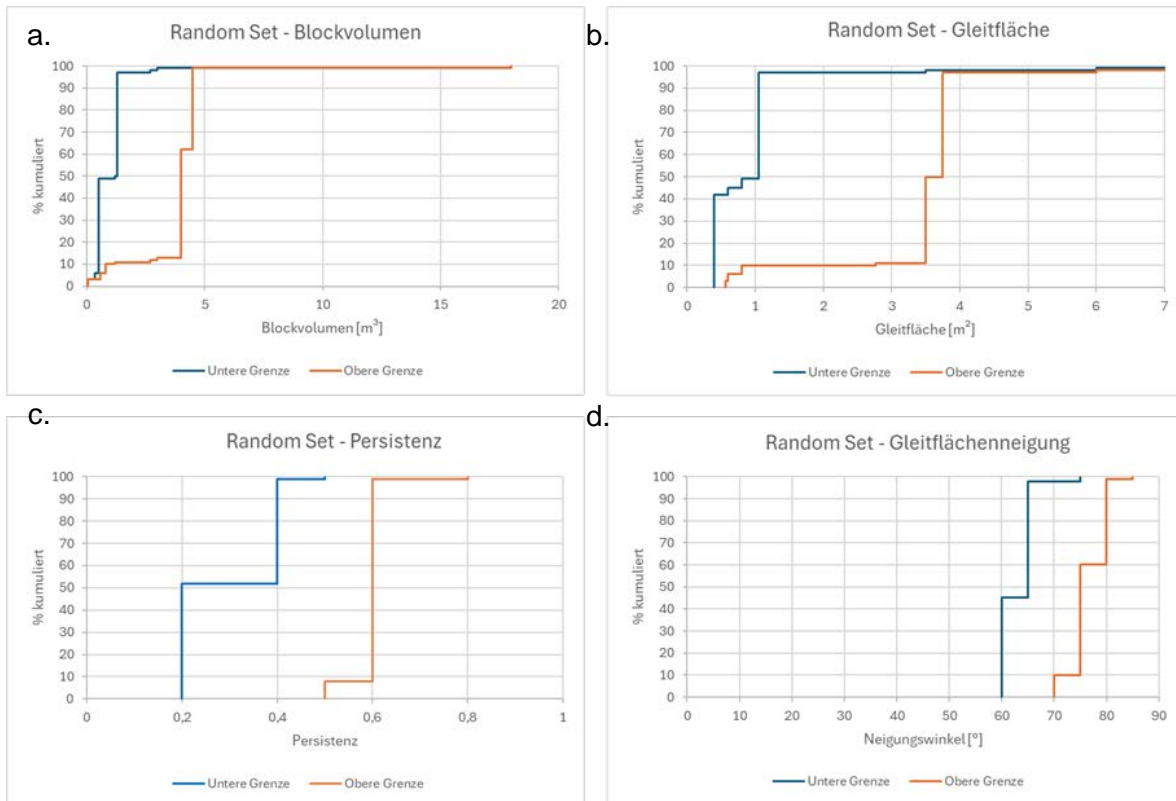 a.
Random Set - Blockvolumen
% kumuliert
100
90
80
70
60
50
40
30
20
10
0
0 5 10 15 20
Blockvolumen [m³]
Untere Grenze Obere Grenze
b.
Random Set - Gleitfläche
% kumuliert
100
90
80
70
60
50
40
30
20
10
0
0 1 2 3 4 5 6 7
Gleitfläche [m²]
Untere Grenze Obere Grenze
c.
Random Set - Persistenz
% kumuliert
100
90
80
70
60
50
40
30
20
10
0
0 0,2 0,4 0,6 0,8 1
Persistenz
Untere Grenze Obere Grenze
d.
Random Set - Gleitflächenneigung
% kumuliert
100
90
80
70
60
50
40
30
20
10
0
0 10 20 30 40 50 60 70 80 90
Neigungswinkel [°]
Untere Grenze Obere Grenze